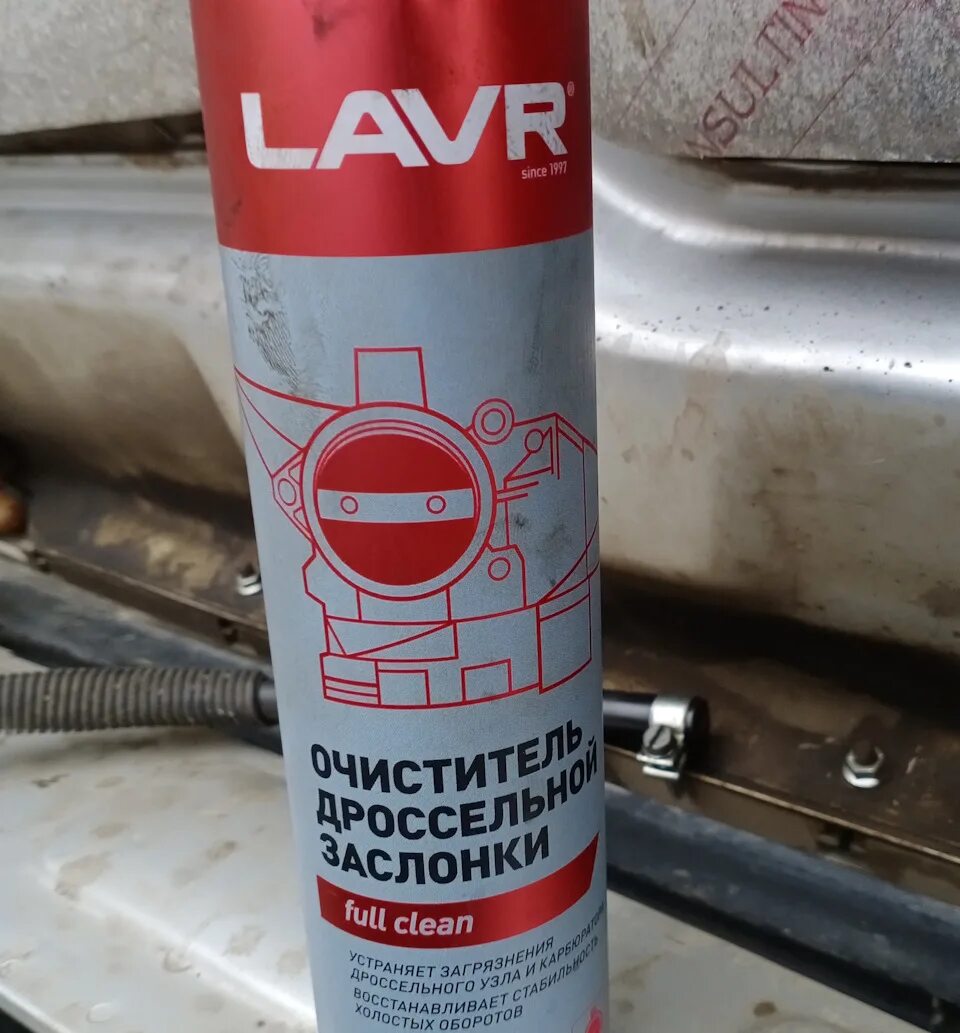 LAVR®
since 1997
ОЧИСТИТЕЛЬ
ДРОССЕЛЬНОЙ
ЗАСЛОНКИ
full clean
УСТРАНЯЕТ ЗАГРЯЗНЕНИЯ
ДРОССЕЛЬНОГО УЗЛА И КАРБЮРАТОРА
ВОССТАНАВЛИВАЕТ СТАБИЛЬНОСТЬ
ХОЛОСТЫХ ОБОРОТОВ